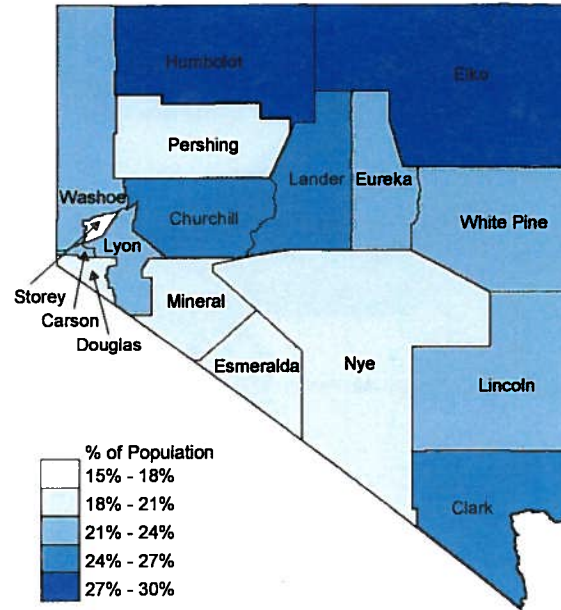 Humbolot
Elko
Pershing
Lander
Eureka
Washoe
Churchill
White Pine
Lyon
Storey
Mineral
Carson
Douglas
Esmeralda
Nye
Lincoln
% of Population
15% - 18%
18% - 21%
21% - 24%
24% - 27%
27% - 30%
Clark